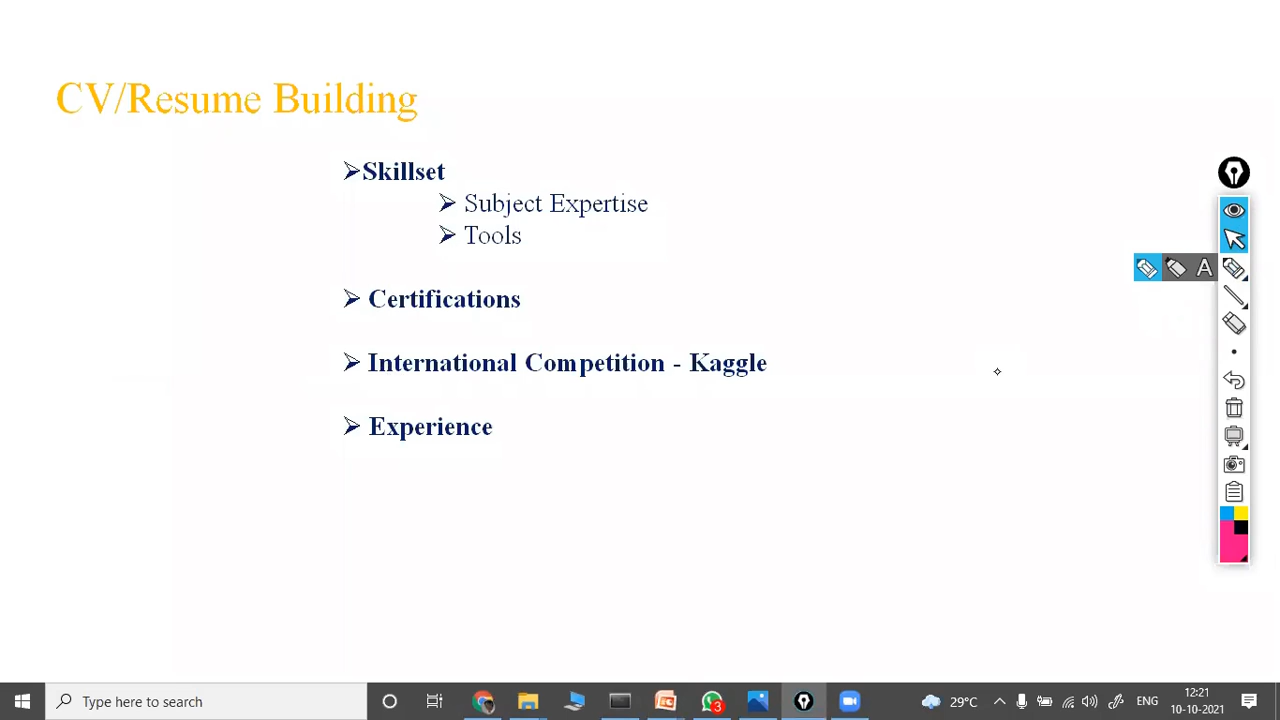 CV/Resume Building
➢Skillset
➢ Subject Expertise
➢ Tools
➢ Certifications
➢ International Competition - Kaggle
➢ Experience
A
Type here to search
3
29°C
ENG
12:21
10-10-2021